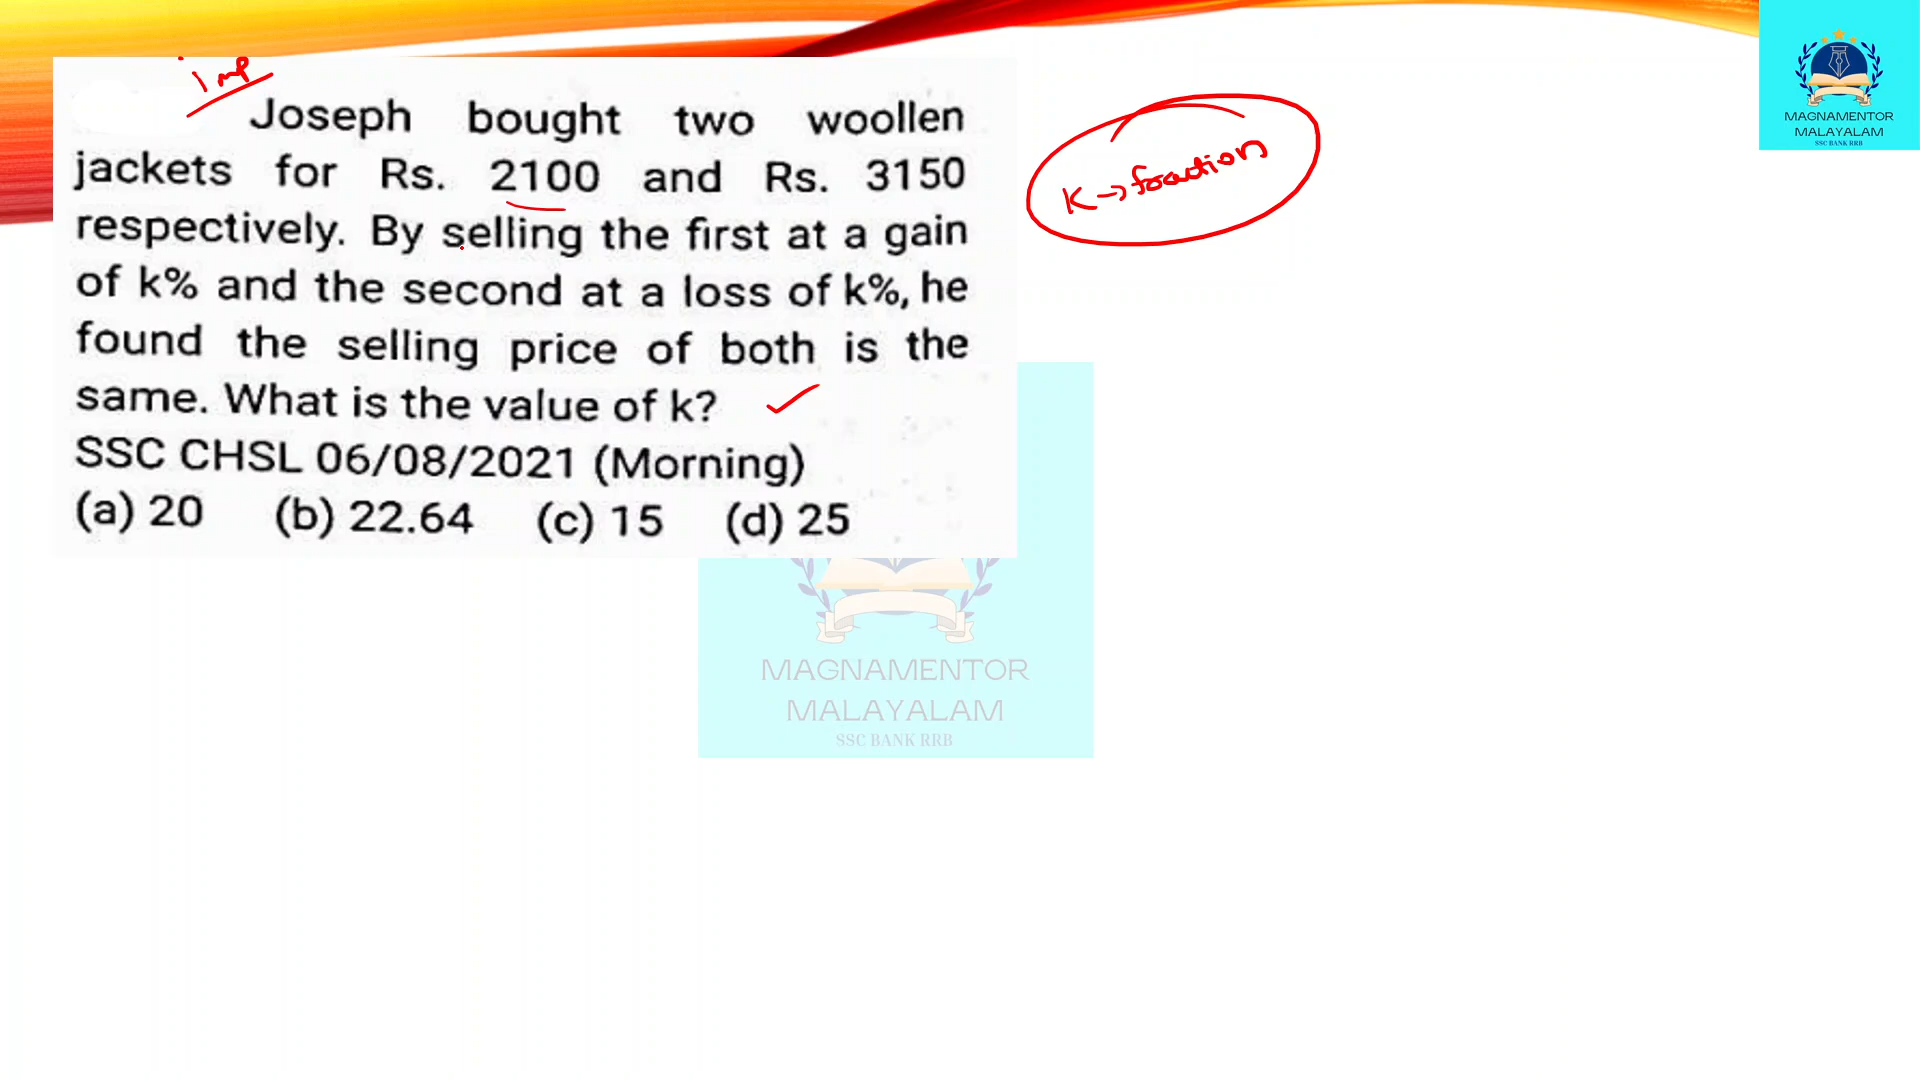 imp
Joseph bought two woollen
jackets for Rs. 2100 and Rs. 3150
respectively. By selling the first at a gain
of k% and the second at a loss of k%, he
found the selling price of both is the
same. What is the value of k?
SSC CHSL 06/08/2021 (Morning)
(a) 20 (b) 22.64 (c) 15 (d) 25
K → fraction
MAGNAMENTOR
MALAYALAM
SSC BANK RRB
MAGNAMENTOR
MALAYALAM
SSC BANK RRB